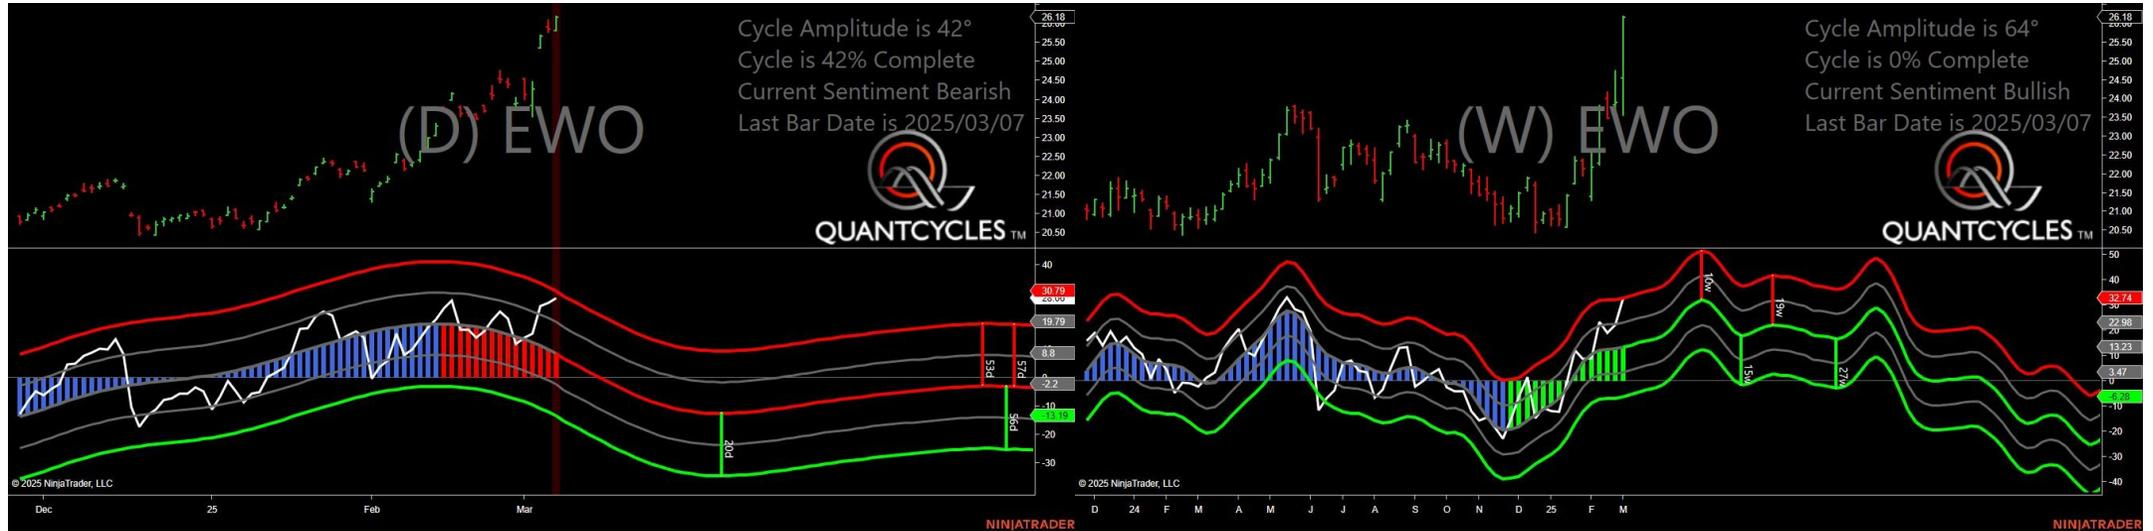 Cycle Amplitude is 42°
Cycle is 42% Complete
Current Sentiment Bearish
Last Bar Date is 2025/03/07
(D) EWO
QUANTCYCLES TM
26.18
25.50
25.00
24.50
24.00
23.50
23.00
22.50
22.00
21.50
21.00
20.50
40
30.79
19.79
8.8
-2.2
-13.19
-10
-20
-30
20d
53d
56d
57d
© 2025 NinjaTrader, LLC
Dec
25
Feb
Mar
NINJATRADER
Cycle Amplitude is 64°
Cycle is 0% Complete
Current Sentiment Bullish
Last Bar Date is 2025/03/07
(W) EWO
QUANTCYCLES TM
26.18
25.50
25.00
24.50
24.00
23.50
23.00
22.50
22.00
21.50
21.00
20.50
50
40
32.74
22.98
20
13.23
10
3.47
0
-6.28
-10
-20
-30
-40
10w
19w
15w
27w
© 2025 NinjaTrader, LLC
D
24
F
M
A
M
J
J
A
S
O
N
D
25
F
M
NINJATRADER